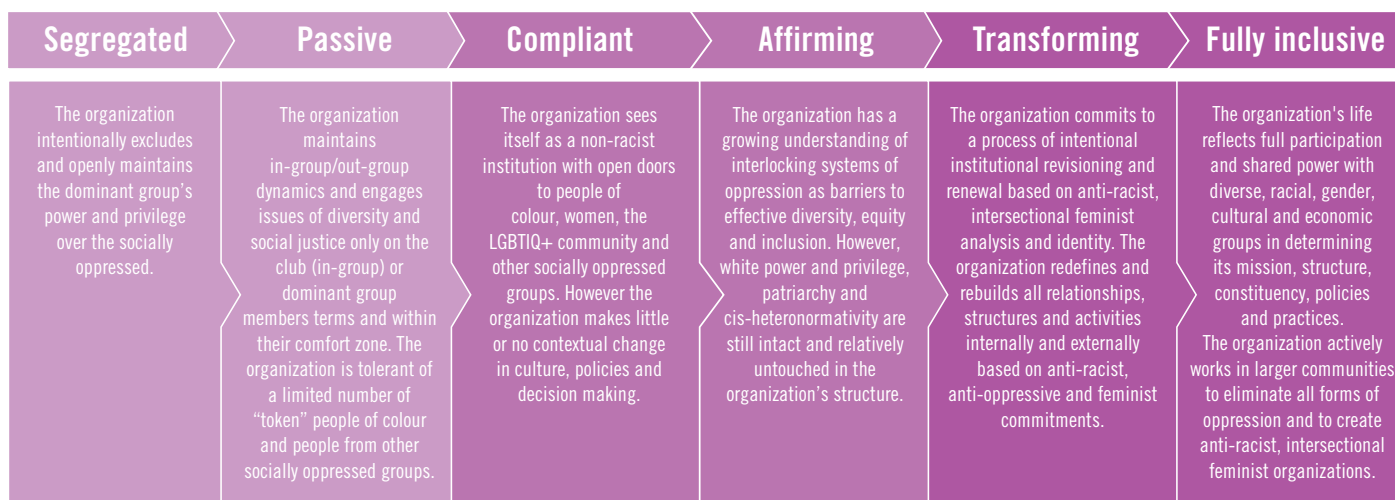 Segregated
Passive
Compliant
Affirming
Transforming
Fully inclusive
The organization
intentionally excludes
and openly maintains
the dominant group's
power and privilege
over the socially
oppressed.
The organization
maintains
in-group/out-group
dynamics and engages
issues of diversity and
social justice only on the
club (in-group) or
dominant group
members terms and within
their comfort zone. The
organization is tolerant of
a limited number of
“token” people of colour
and people from other
socially oppressed groups.
The organization sees
itself as a non-racist
institution with open doors
to people of
colour, women, the
LGBTIQ+ community and
other socially oppressed
groups. However the
organization makes little
or no contextual change
in culture, policies and
decision making.
The organization has a
growing understanding of
interlocking systems of
oppression as barriers to
effective diversity, equity
and inclusion. However,
white power and privilege,
patriarchy and
cis-heteronormativity are
still intact and relatively
untouched in the
organization’s structure.
The organization commits to
a process of intentional
institutional revisioning and
renewal based on anti-racist,
intersectional feminist
analysis and identity. The
organization redefines and
rebuilds all relationships,
structures and activities
internally and externally
based on anti-racist,
anti-oppressive and feminist
commitments.
The organization's life
reflects full participation
and shared power with
diverse, racial, gender,
cultural and economic
groups in determining
its mission, structure,
constituency, policies
and practices.
The organization actively
works in larger communities
to eliminate all forms of
oppression and to create
anti-racist, intersectional
feminist organizations.